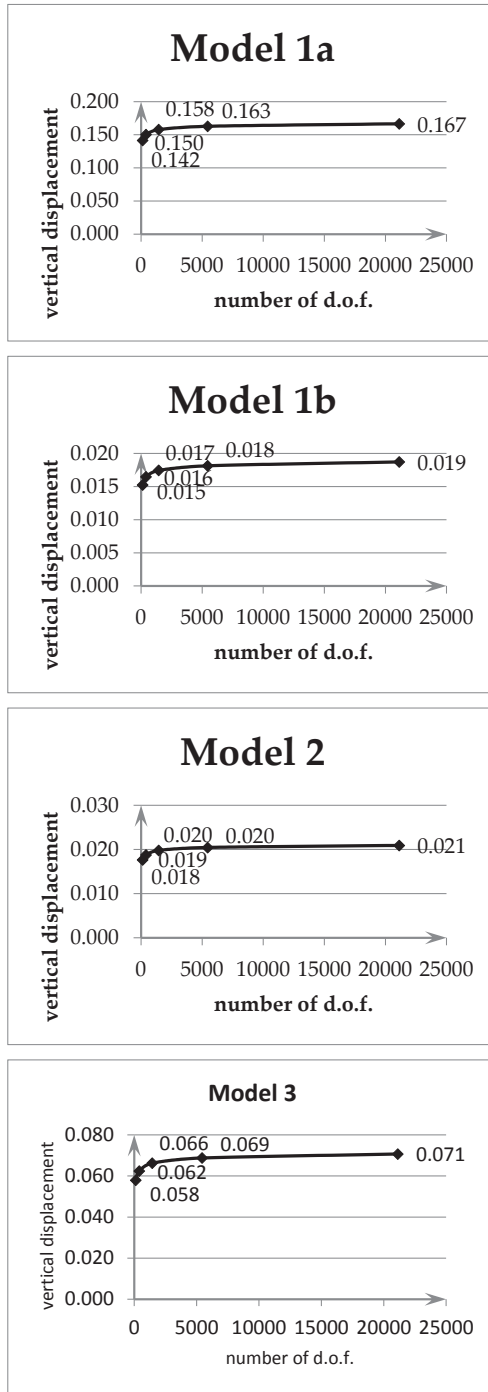 Model 1a
0.200
0.150
0.100
0.050
0.000
vertical displacement
0.158 0.163
0.167
0.150
0.142
0 5000 10000 15000 20000 25000
number of d.o.f.
Model 1b
0.020
0.015
0.010
0.005
0.000
vertical displacement
0.017 0.018
0.019
0.016
0.015
0 5000 10000 15000 20000 25000
number of d.o.f.
Model 2
0.030
0.020
0.010
0.000
vertical displacement
0.020 0.020
0.021
0.019
0.018
0 5000 10000 15000 20000 25000
number of d.o.f.
Model 3
0.080
0.060
0.040
0.020
0.000
vertical displacement
0.066 0.069
0.071
0.062
0.058
0 5000 10000 15000 20000 25000
number of d.o.f.